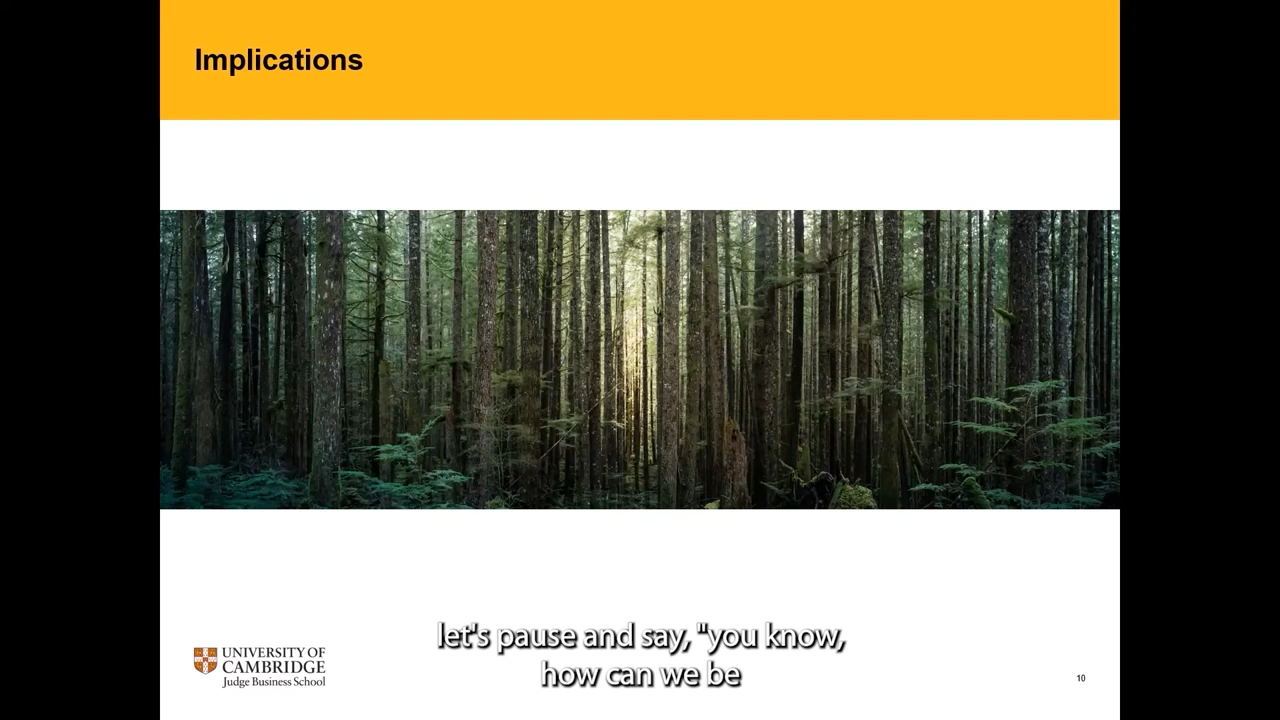 Implications
let's pause and say, "you know,
how can we be
UNIVERSITY OF
CAMBRIDGE
Judge Business School
10